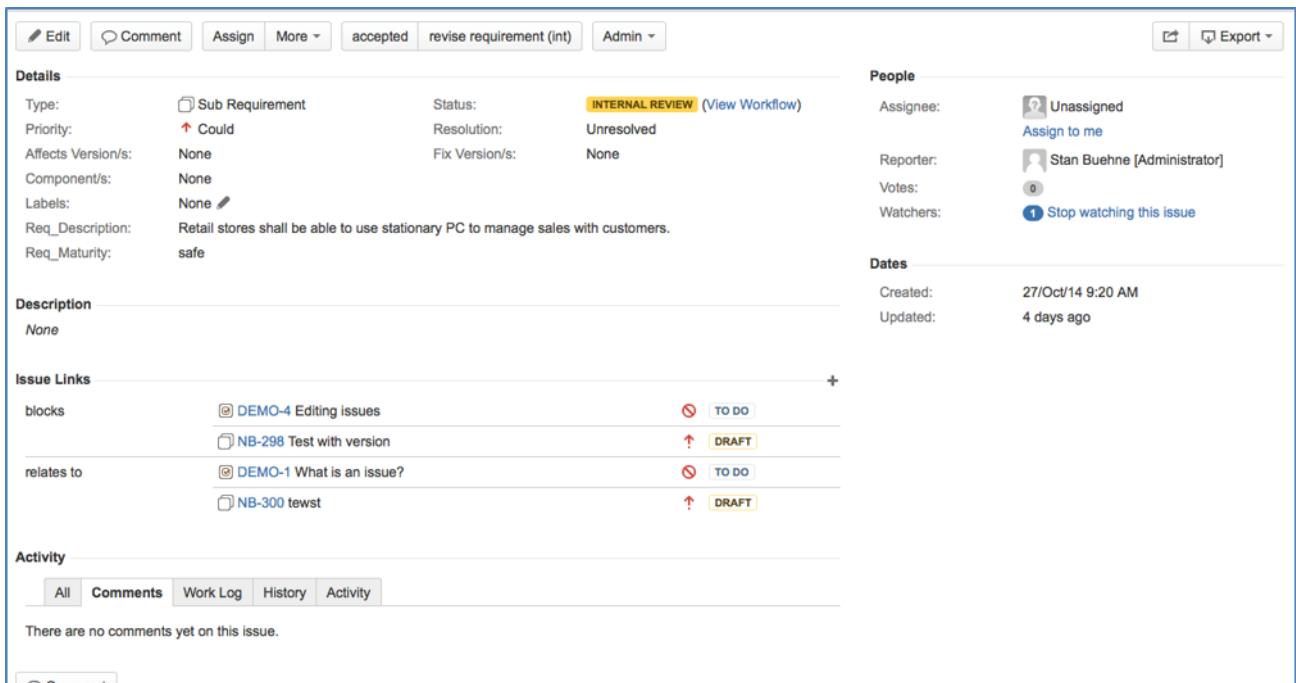 Edit Comment Assign More accepted revise requirement (int) Admin Export
Details
Type: Sub Requirement Status: INTERNAL REVIEW (View Workflow)
Priority: Could Resolution: Unresolved
Affects Version/s: None Fix Version/s: None
Component/s: None
Labels: None
Req_Description: Retail stores shall be able to use stationary PC to manage sales with customers.
Req_Maturity: safe
Description
None
Issue Links
blocks DEMO-4 Editing issues TO DO
NB-298 Test with version DRAFT
relates to DEMO-1 What is an issue? TO DO
NB-300 tewst DRAFT
Activity
All Comments Work Log History Activity
There are no comments yet on this issue.
People
Assignee: Unassigned
Assign to me
Reporter: Stan Buehne [Administrator]
Votes: 0
Watchers: 1 Stop watching this issue
Dates
Created: 27/Oct/14 9:20 AM
Updated: 4 days ago